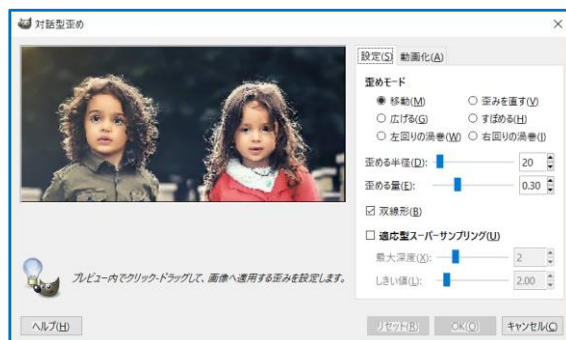 対話型歪め
設定(S) 動画化(A)
歪めモード
移動(M) 歪みを直す(V)
広げる(G) すぼめる(H)
左回りの渦巻(W) 右回りの渦巻(I)
歪める半径(D): 20
歪める量(E): 0.30
双線形(B)
適応型スーパーサンプリング(U)
最大深度(X): 2
しきい値(L): 2.00
プレビュー内でクリック-ドラッグして、画像へ適用する歪みを設定します。
ヘルプ(H) リセット(R) OK(O) キャンセル(C)